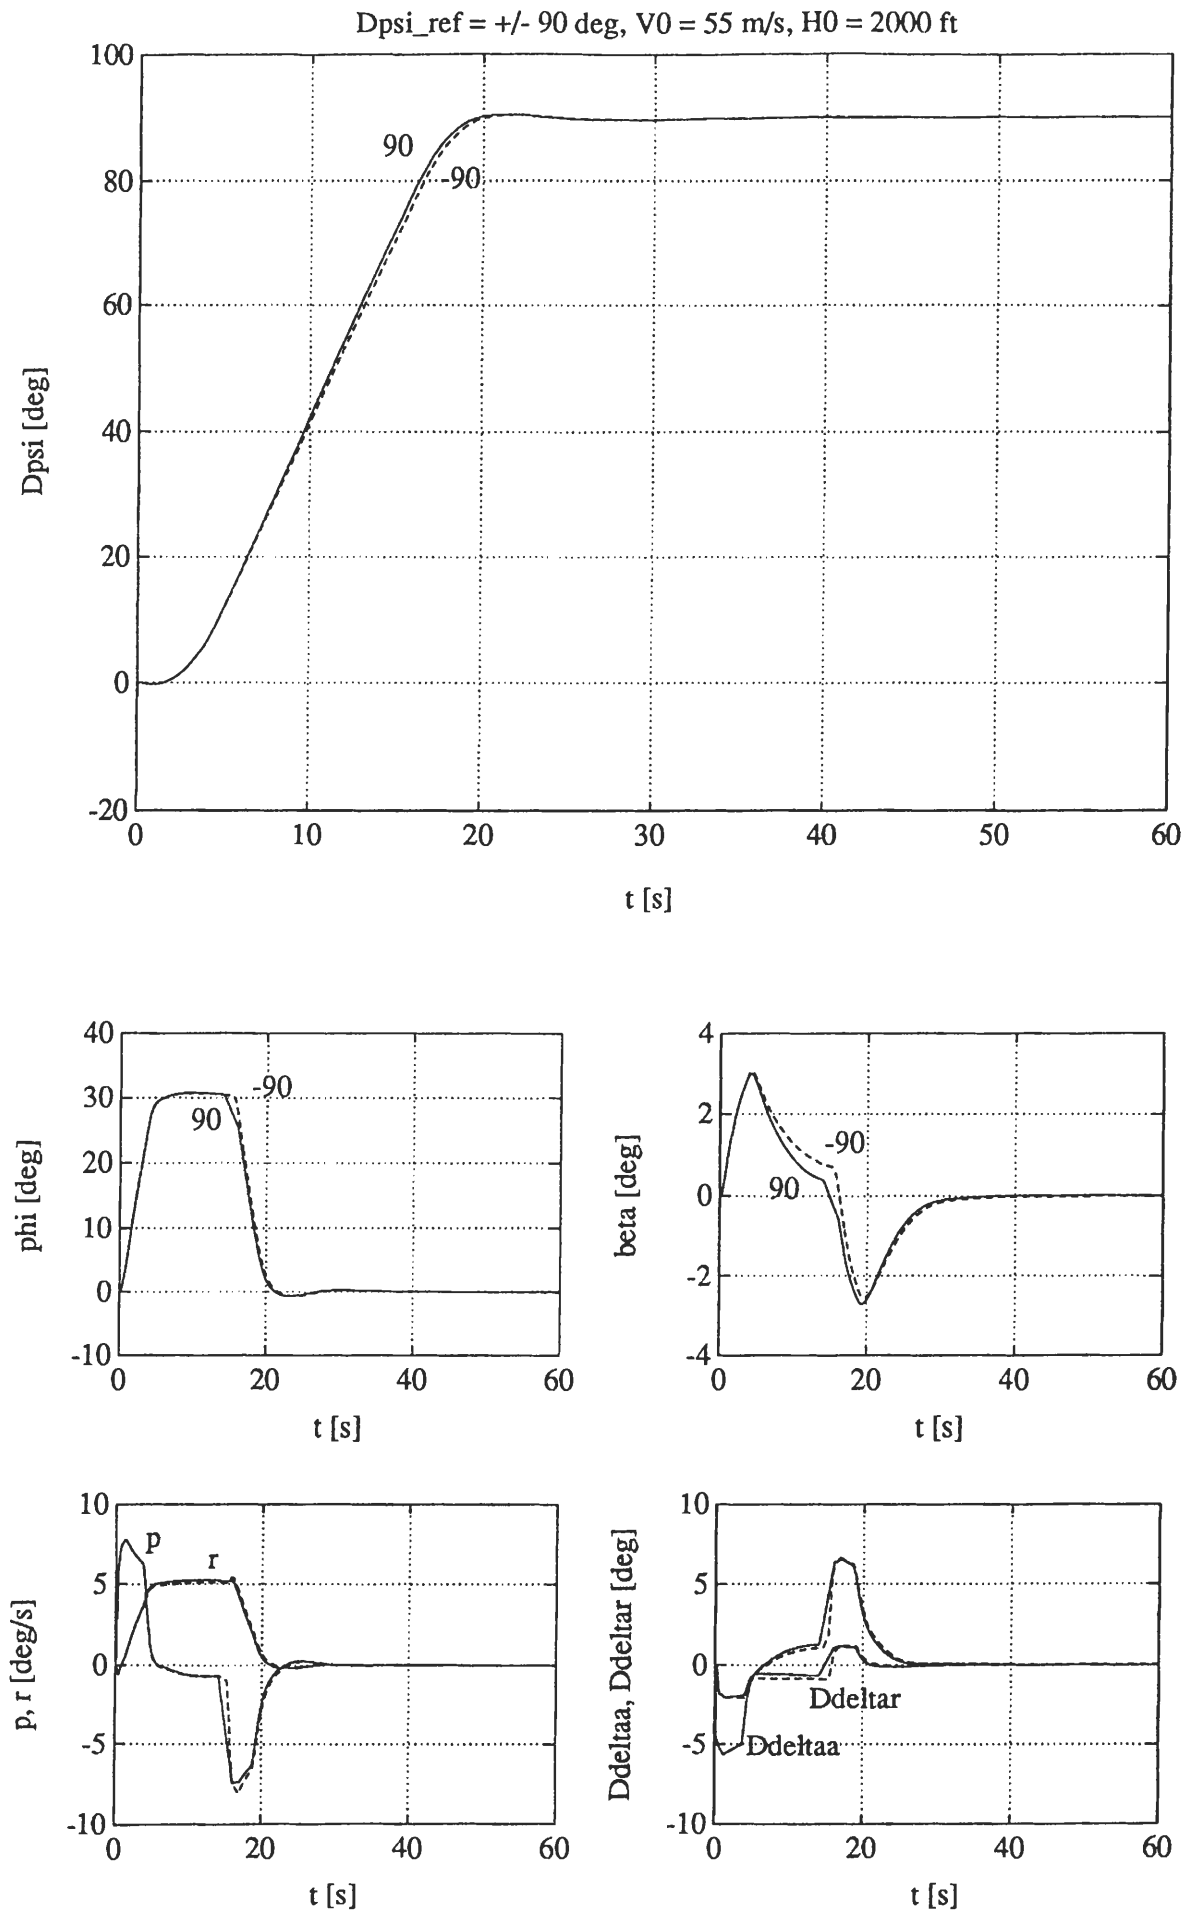 Dpsi_ref = +/- 90 deg, V0 = 55 m/s, H0 = 2000 ft
100
80
60
40
20
0
-20
Dpsi [deg]
90
-90
0 10 20 30 40 50 60
t [s]
40
30
20
10
0
-10
phi [deg]
-90
90
0 20 40 60
t [s]
4
2
0
-2
-4
beta [deg]
-90
90
0 20 40 60
t [s]
10
5
0
-5
-10
p, r [deg/s]
p
r
0 20 40 60
t [s]
10
5
0
-5
-10
Ddeltaa, Ddeltar [deg]
Ddeltar
Ddeltaa
0 20 40 60
t [s]